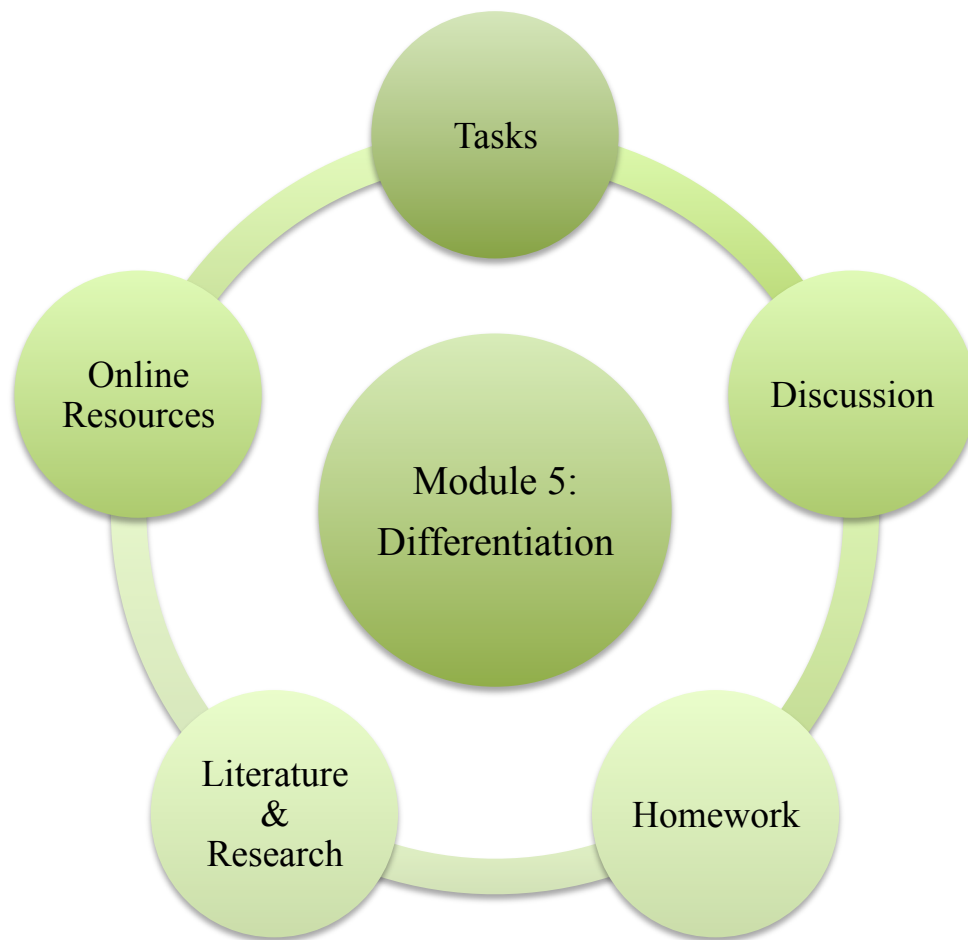 Tasks
Online
Resources
Discussion
Module 5:
Differentiation
Literature
&
Research
Homework